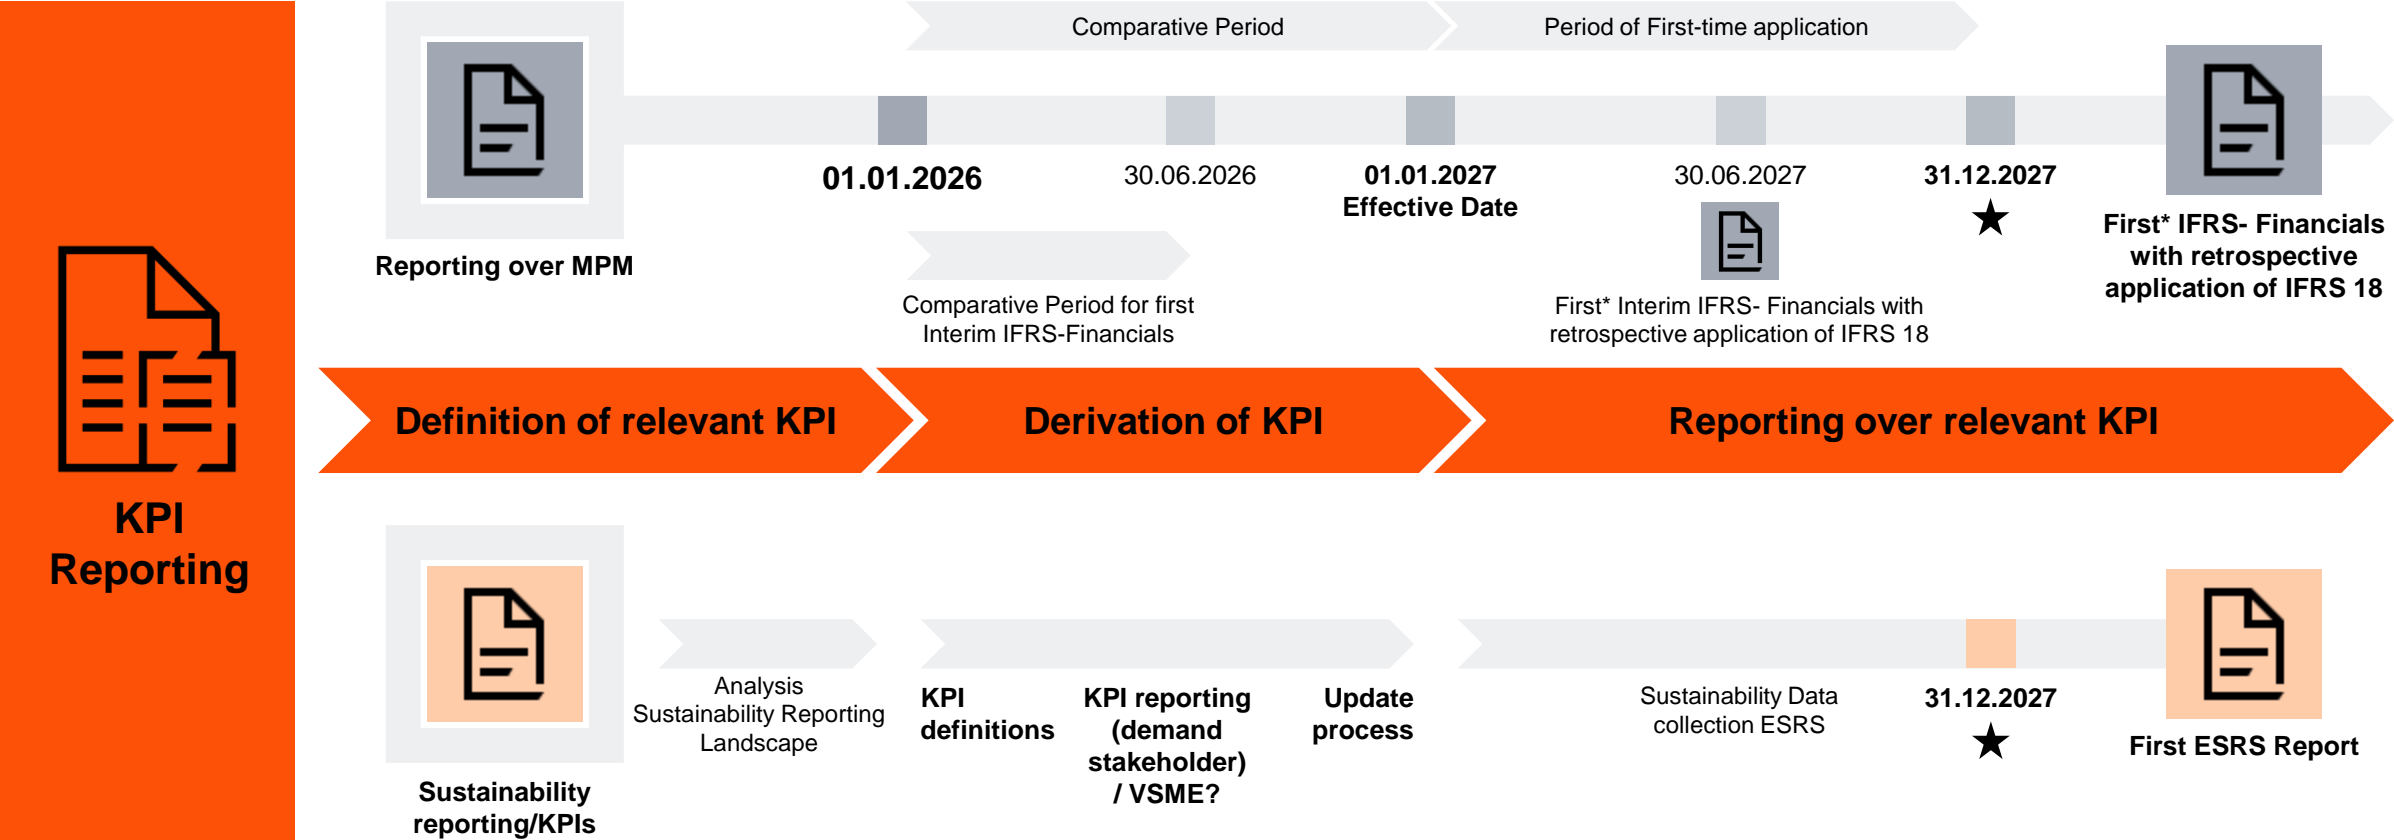 KPI
Reporting
Comparative Period
Period of First-time application
01.01.2026
30.06.2026
01.01.2027
Effective Date
30.06.2027
31.12.2027
Reporting over MPM
Comparative Period for first
Interim IFRS-Financials
First* Interim IFRS- Financials with
retrospective application of IFRS 18
First* IFRS- Financials
with retrospective
application of IFRS 18
Definition of relevant KPI
Derivation of KPI
Reporting over relevant KPI
Sustainability
reporting/KPIs
Analysis
Sustainability Reporting
Landscape
KPI
definitions
KPI reporting
(demand
stakeholder)
/ VSME?
Update
process
Sustainability Data
collection ESRS
31.12.2027
First ESRS Report